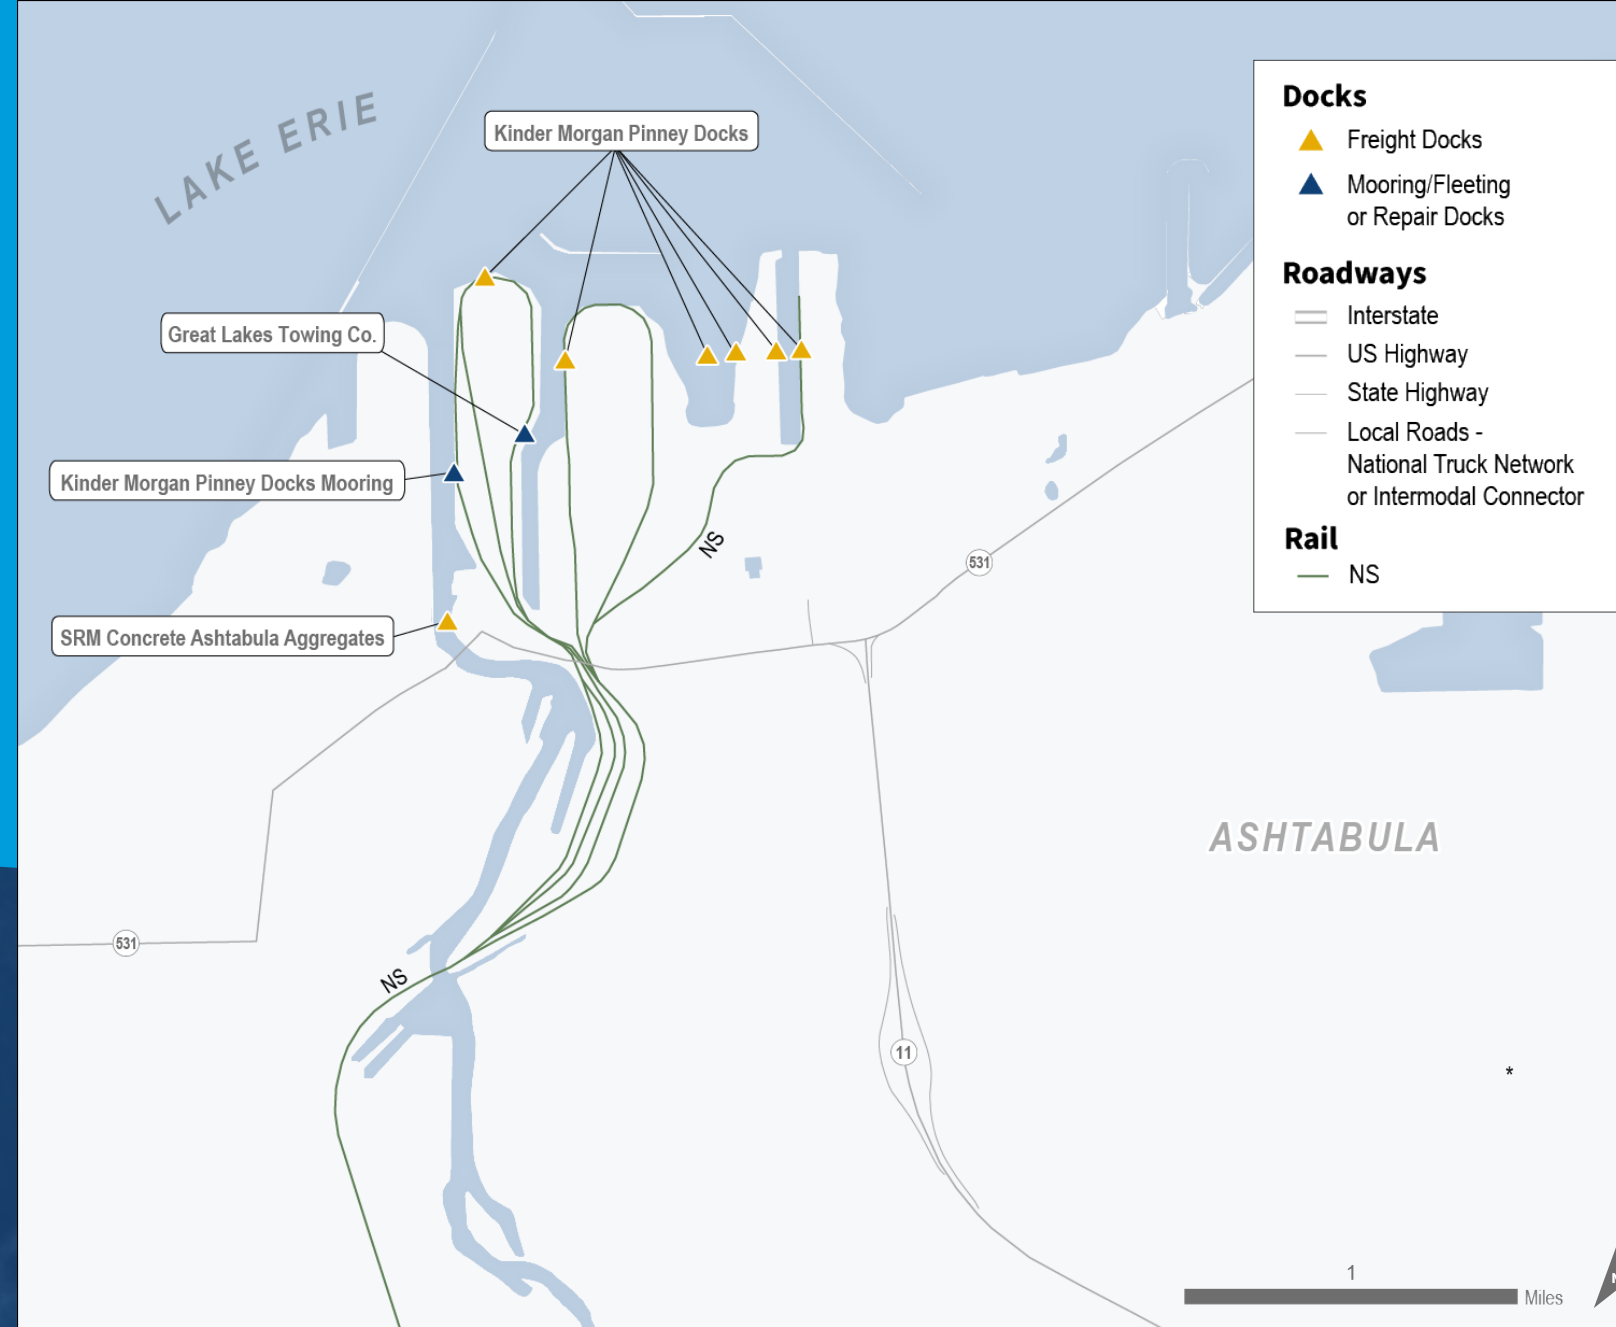 LAKE ERIE
Kinder Morgan Pinney Docks
Great Lakes Towing Co.
Kinder Morgan Pinney Docks Mooring
SRM Concrete Ashtabula Aggregates
NS
531
531
NS
11
ASHTABULA
*
Docks
Freight Docks
Mooring/Fleeting
or Repair Docks
Roadways
Interstate
US Highway
State Highway
Local Roads -
National Truck Network
or Intermodal Connector
Rail
NS
1
Miles
N